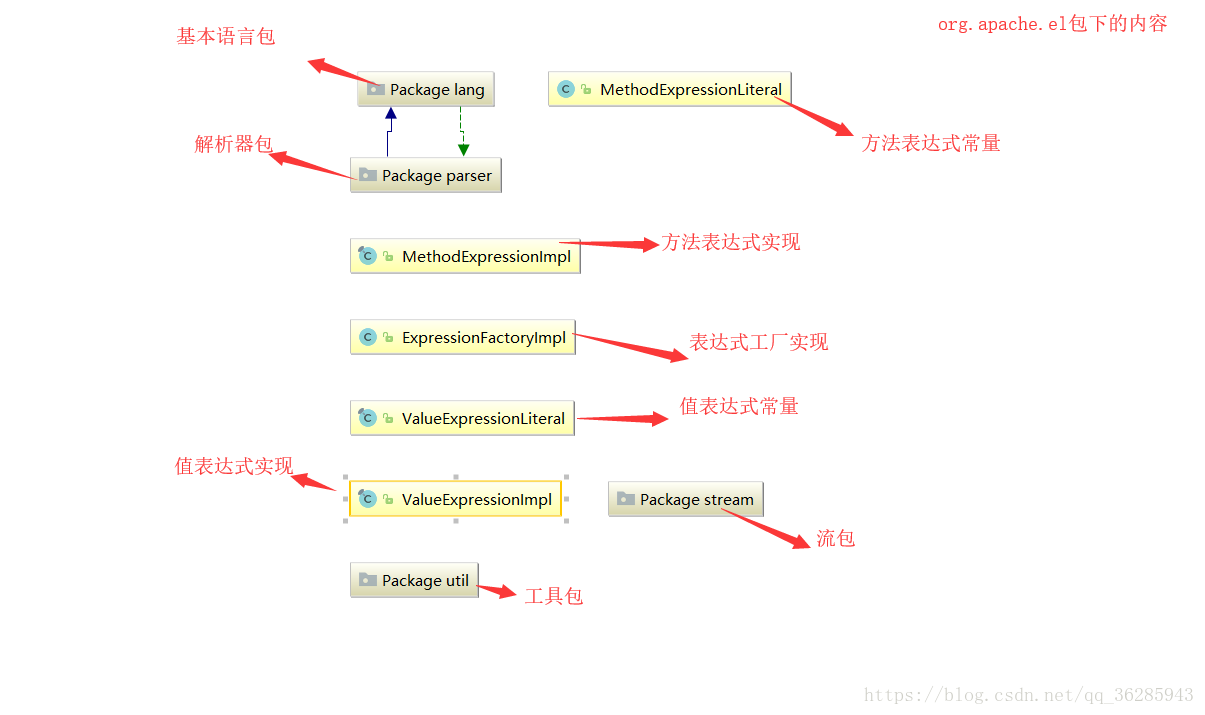 org.apache.el包下的内容
基本语言包
Package lang
C MethodExpressionLiteral
方法表达式常量
解析器包
Package parser
C MethodExpressionImpl
方法表达式实现
C ExpressionFactoryImpl
表达式工厂实现
C ValueExpressionLiteral
值表达式常量
值表达式实现
C ValueExpressionImpl
Package stream
流包
Package util
工具包
https://blog.csdn.net/qq_36285943